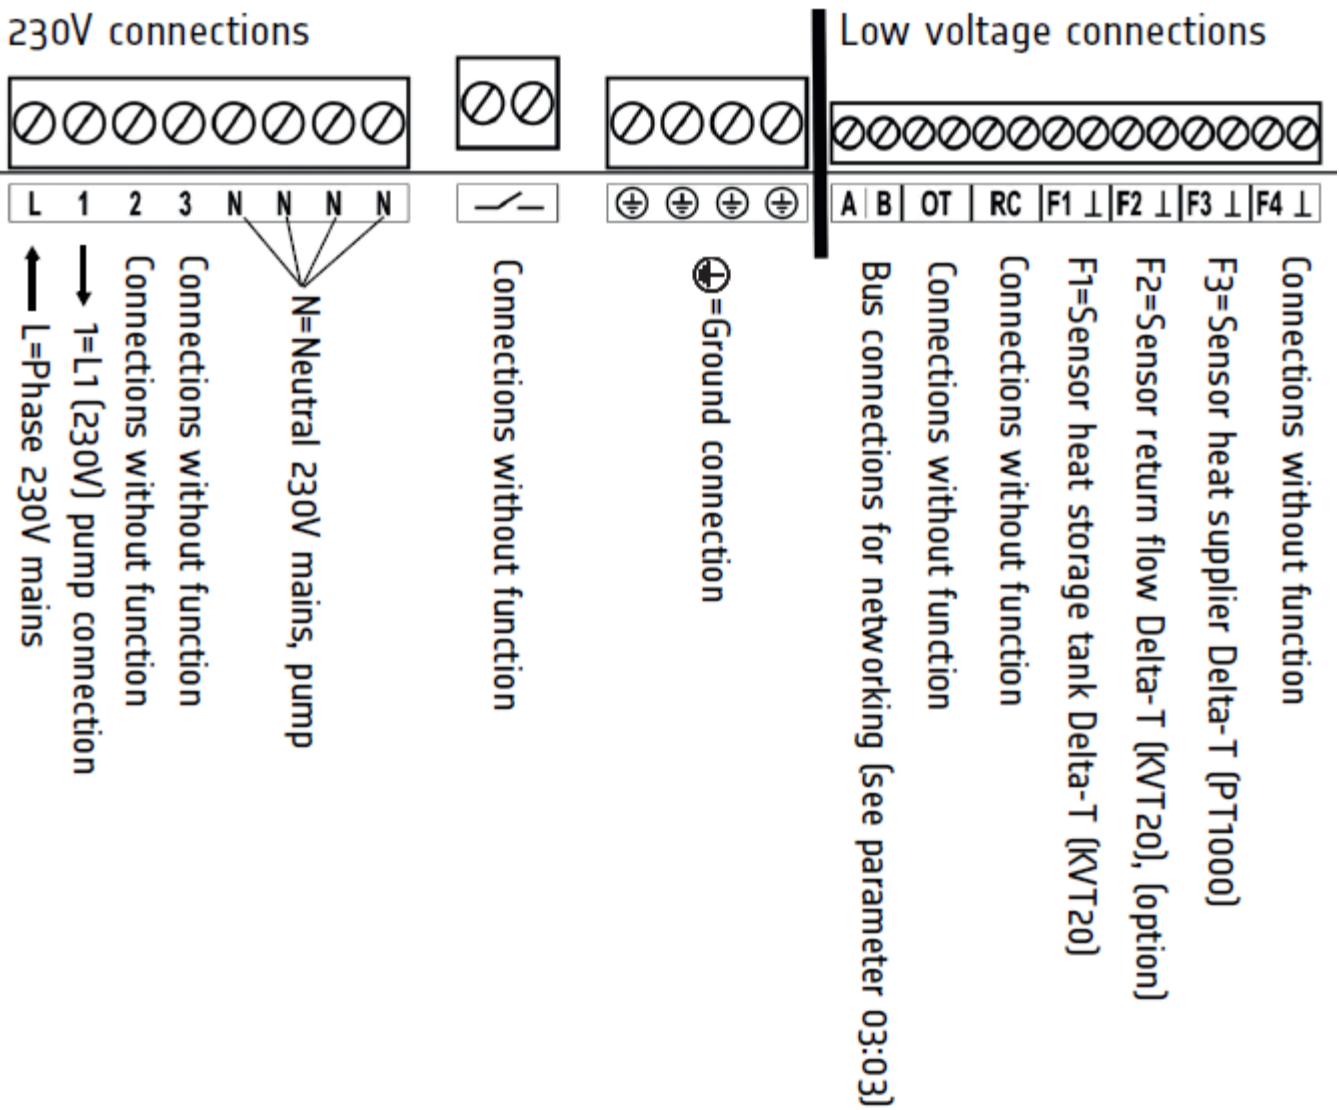 230V connections
Low voltage connections
L 1 2 3 N N N N
A B OT RC F1 ⊥ F2 ⊥ F3 ⊥ F4 ⊥
L=Phase 230V mains
1=L1 (230V) pump connection
Connections without function
Connections without function
N=Neutral 230V mains, pump
Connections without function
=Ground connection
Bus connections for networking (see parameter 03:03)
Connections without function
Connections without function
F1=Sensor heat storage tank Delta-T (KVT20)
F2=Sensor return flow Delta-T (KVT20), (option)
F3=Sensor heat supplier Delta-T (PT1000)
Connections without function